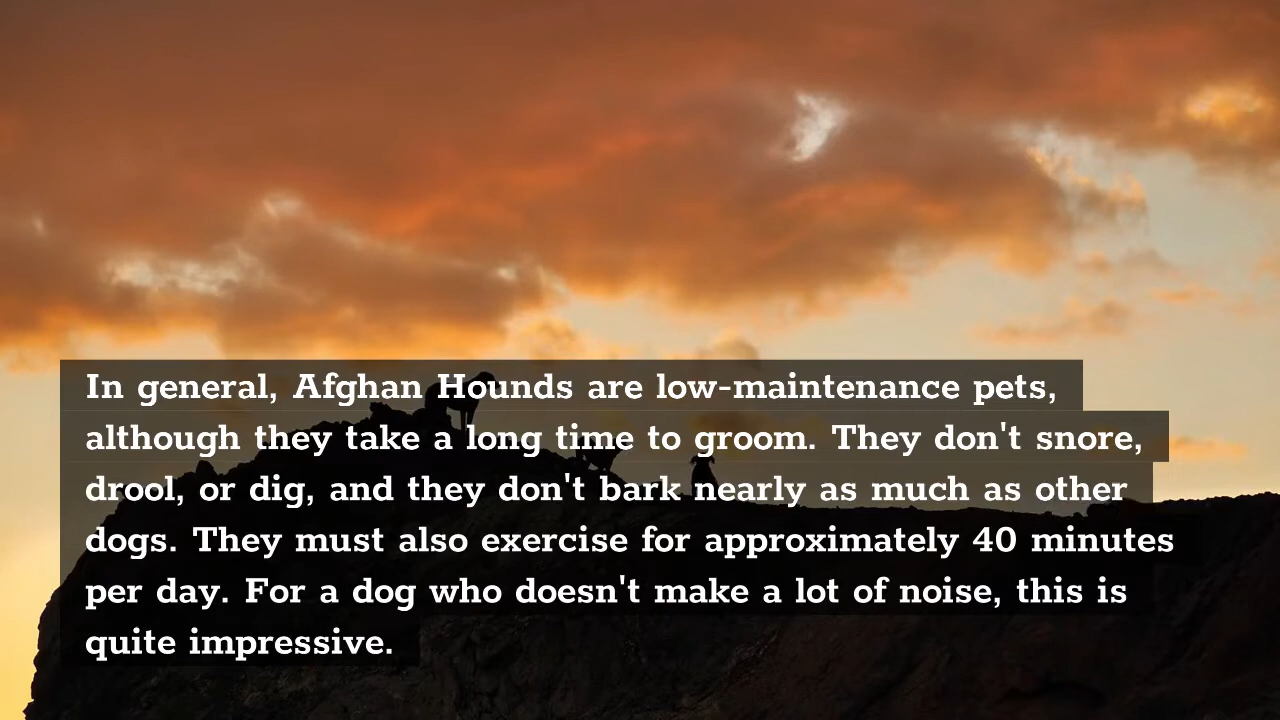 In general, Afghan Hounds are low-maintenance pets,
although they take a long time to groom. They don't snore,
drool, or dig, and they don't bark nearly as much as other
dogs. They must also exercise for approximately 40 minutes
per day. For a dog who doesn't make a lot of noise, this is
quite impressive.